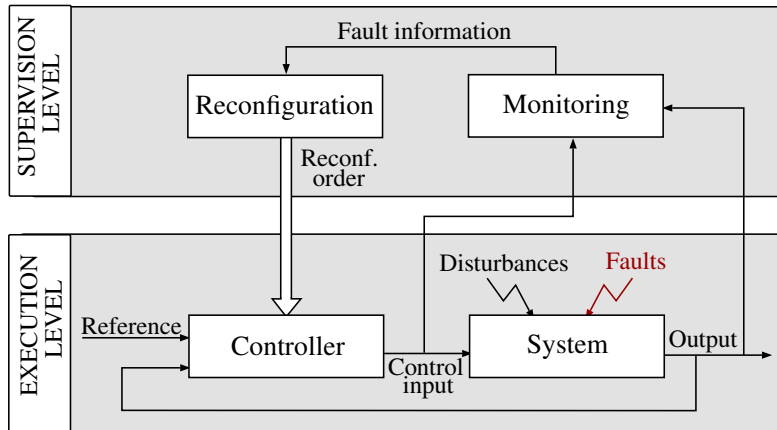 Fault information
SUPERVISION
LEVEL
Reconfiguration
Monitoring
Reconf.
order
EXECUTION
LEVEL
Disturbances
Faults
Reference
Controller
System
Output
Control
input